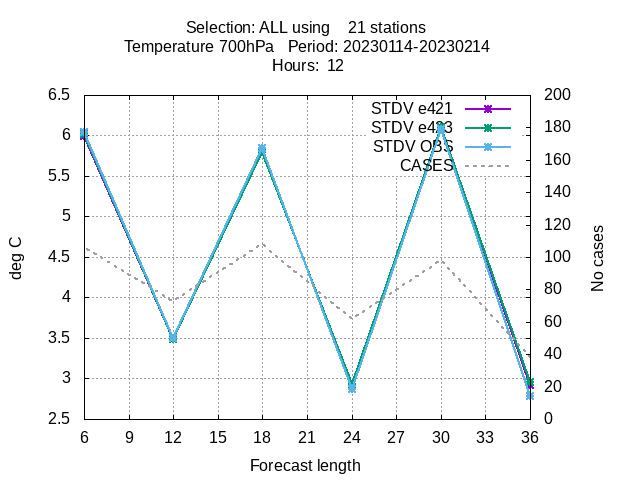 Selection: ALL using    21 stations
Temperature 700hPa   Period: 20230114-20230214
Hours:  12
STDV e421
STDV e423
STDV OBS
CASES
deg C
No cases
6.5
6
5.5
5
4.5
4
3.5
3
2.5
200
180
160
140
120
100
80
60
40
20
0
6 9 12 15 18 21 24 27 30 33 36
Forecast length